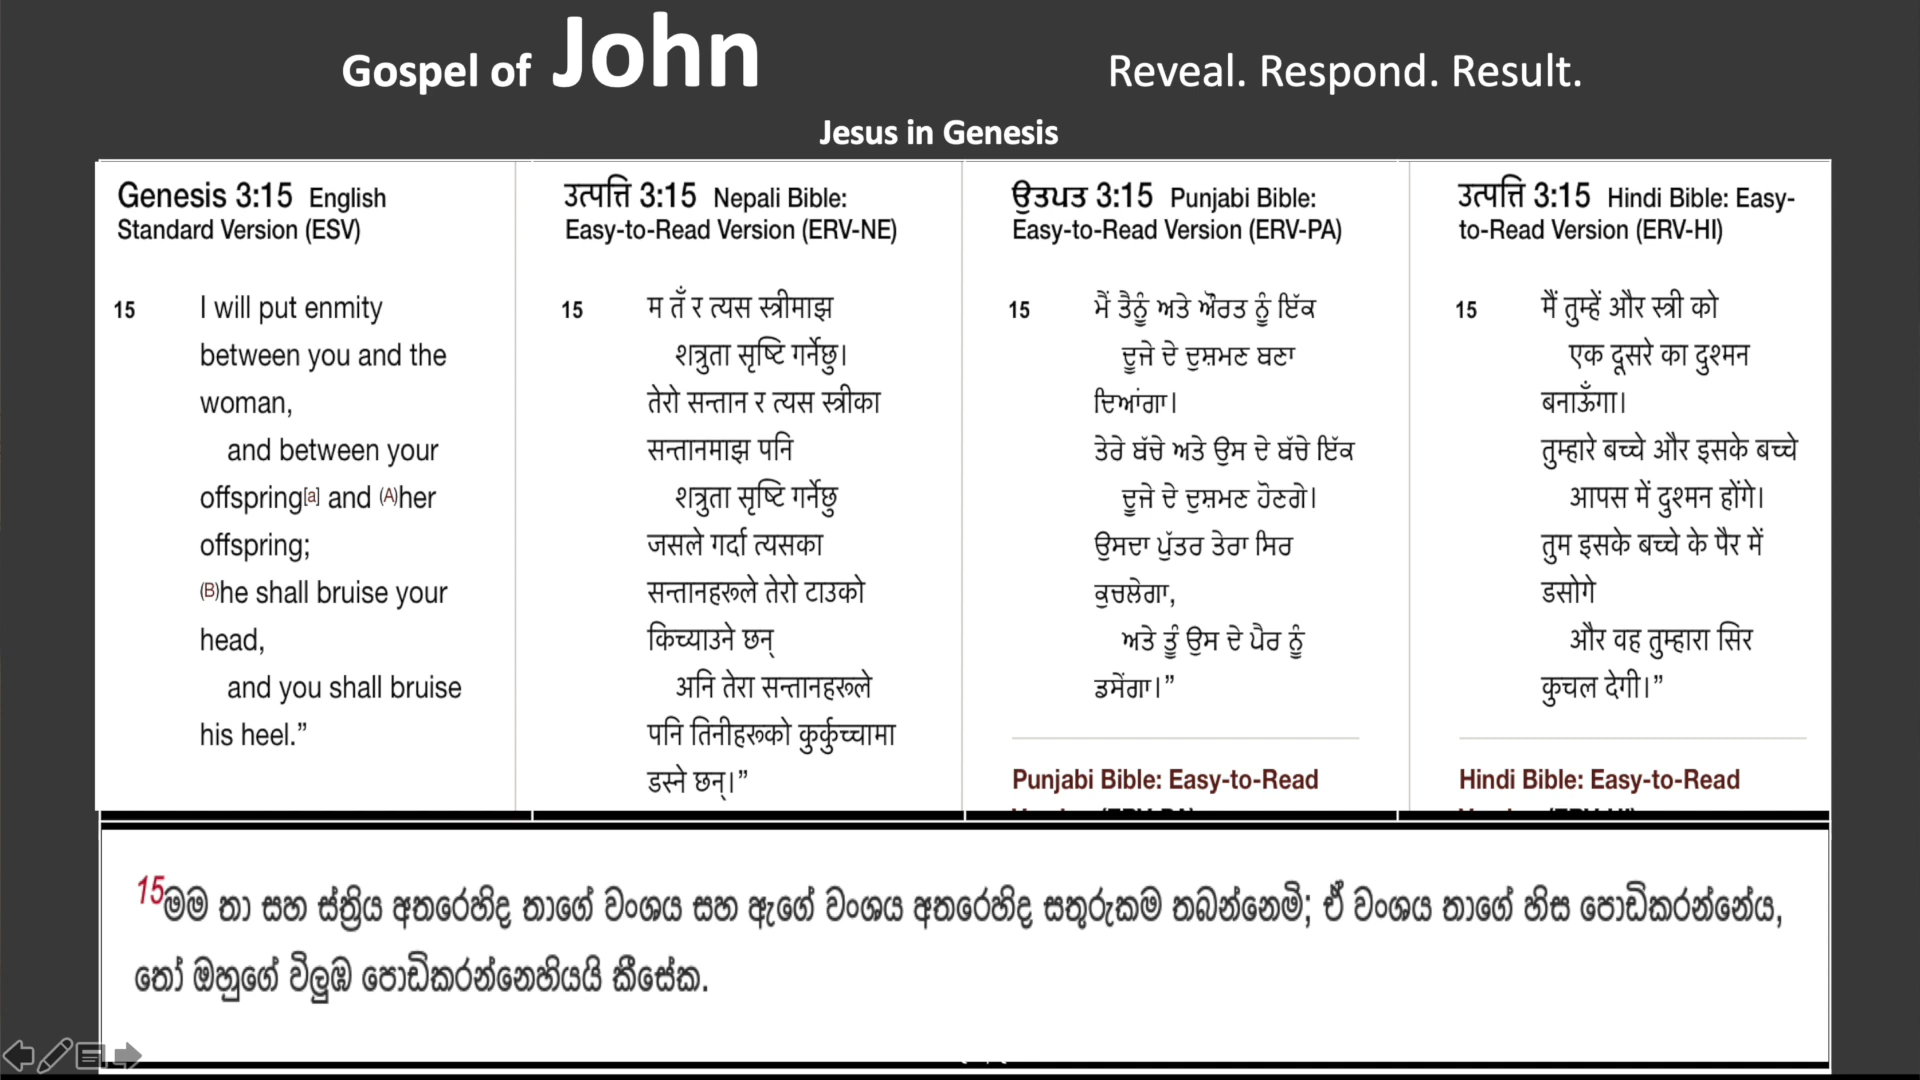 Gospel of John
Reveal. Respond. Result.
Jesus in Genesis
Genesis 3:15 English
Standard Version (ESV)
15 I will put enmity
between you and the
woman,
and between your
offspring[a] and (A)her
offspring;
(B)he shall bruise your
head,
and you shall bruise
his heel.”
उत्पत्ति 3:15 Nepali Bible:
Easy-to-Read Version (ERV-NE)
15 म तँ र त्यस स्त्रीमाझ
शत्रुता सृष्टि गर्नेछु।
तेरो सन्तान र त्यस स्त्रीका
सन्तानमाझ पनि
शत्रुता सृष्टि गर्नेछु
जसले गर्दा त्यसका
सन्तानहरूले तेरो टाउको
किच्याउने छन्
अनि तेरा सन्तानहरूले
पनि तिनीहरूको कुर्कुच्चामा
डस्ने छन्।”
ਉਤਪਤ 3:15 Punjabi Bible:
Easy-to-Read Version (ERV-PA)
15 ਮੈਂ ਤੈਨੂੰ ਅਤੇ ਔਰਤ ਨੂੰ ਇੱਕ
ਦੂਜੇ ਦੇ ਦੁਸ਼ਮਣ ਬਣਾ
ਦਿਆਂਗਾ।
ਤੇਰੇ ਬੱਚੇ ਅਤੇ ਉਸ ਦੇ ਬੱਚੇ ਇੱਕ
ਦੂਜੇ ਦੇ ਦੁਸ਼ਮਣ ਹੋਣਗੇ।
ਉਸਦਾ ਪੁੱਤਰ ਤੇਰਾ ਸਿਰ
ਕੁਚਲੇਗਾ,
ਅਤੇ ਤੂੰ ਉਸ ਦੇ ਪੈਰ ਨੂੰ
ਡਸੇਂਗਾ।”
Punjabi Bible: Easy-to-Read
उत्पत्ति 3:15 Hindi Bible: Easy-
to-Read Version (ERV-HI)
15 मैं तुम्हें और स्त्री को
एक दूसरे का दुश्मन
बनाऊँगा।
तुम्हारे बच्चे और इसके बच्चे
आपस में दुश्मन होंगे।
तुम इसके बच्चे के पैर में
डसोगे
और वह तुम्हारा सिर
कुचल देगी।”
Hindi Bible: Easy-to-Read
15මම තා සහ ස්ත්‍රිය අතරෙහිද තාගේ වංශය සහ ඇගේ වංශය අතරෙහිද සතුරුකම තබන්නෙමි; ඒ වංශය තාගේ හිස පොඩිකරන්නේය,
තෝ ඔහුගේ විලුඹ පොඩිකරන්නෙහියයි කීසේක.